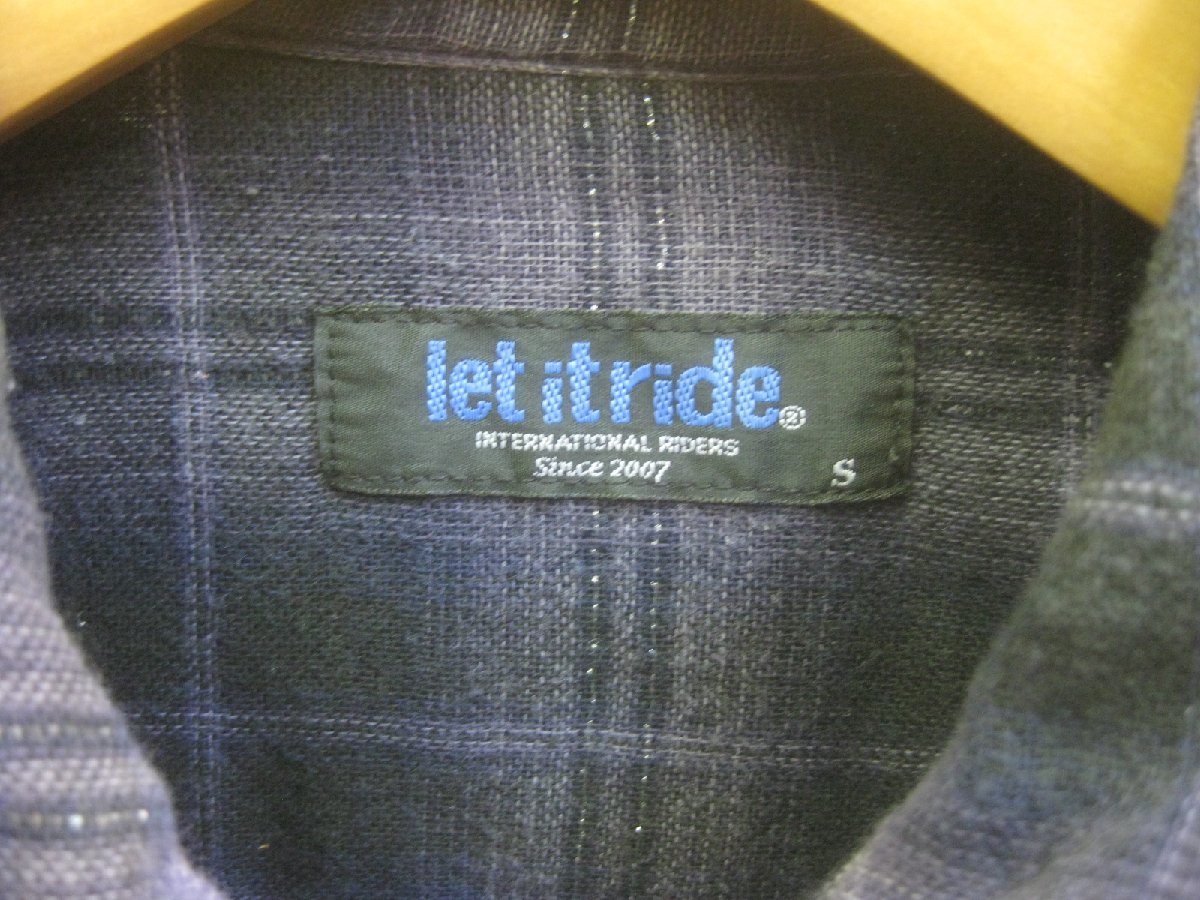 let it ride®
INTERNATIONAL RIDERS
Since 2007
S